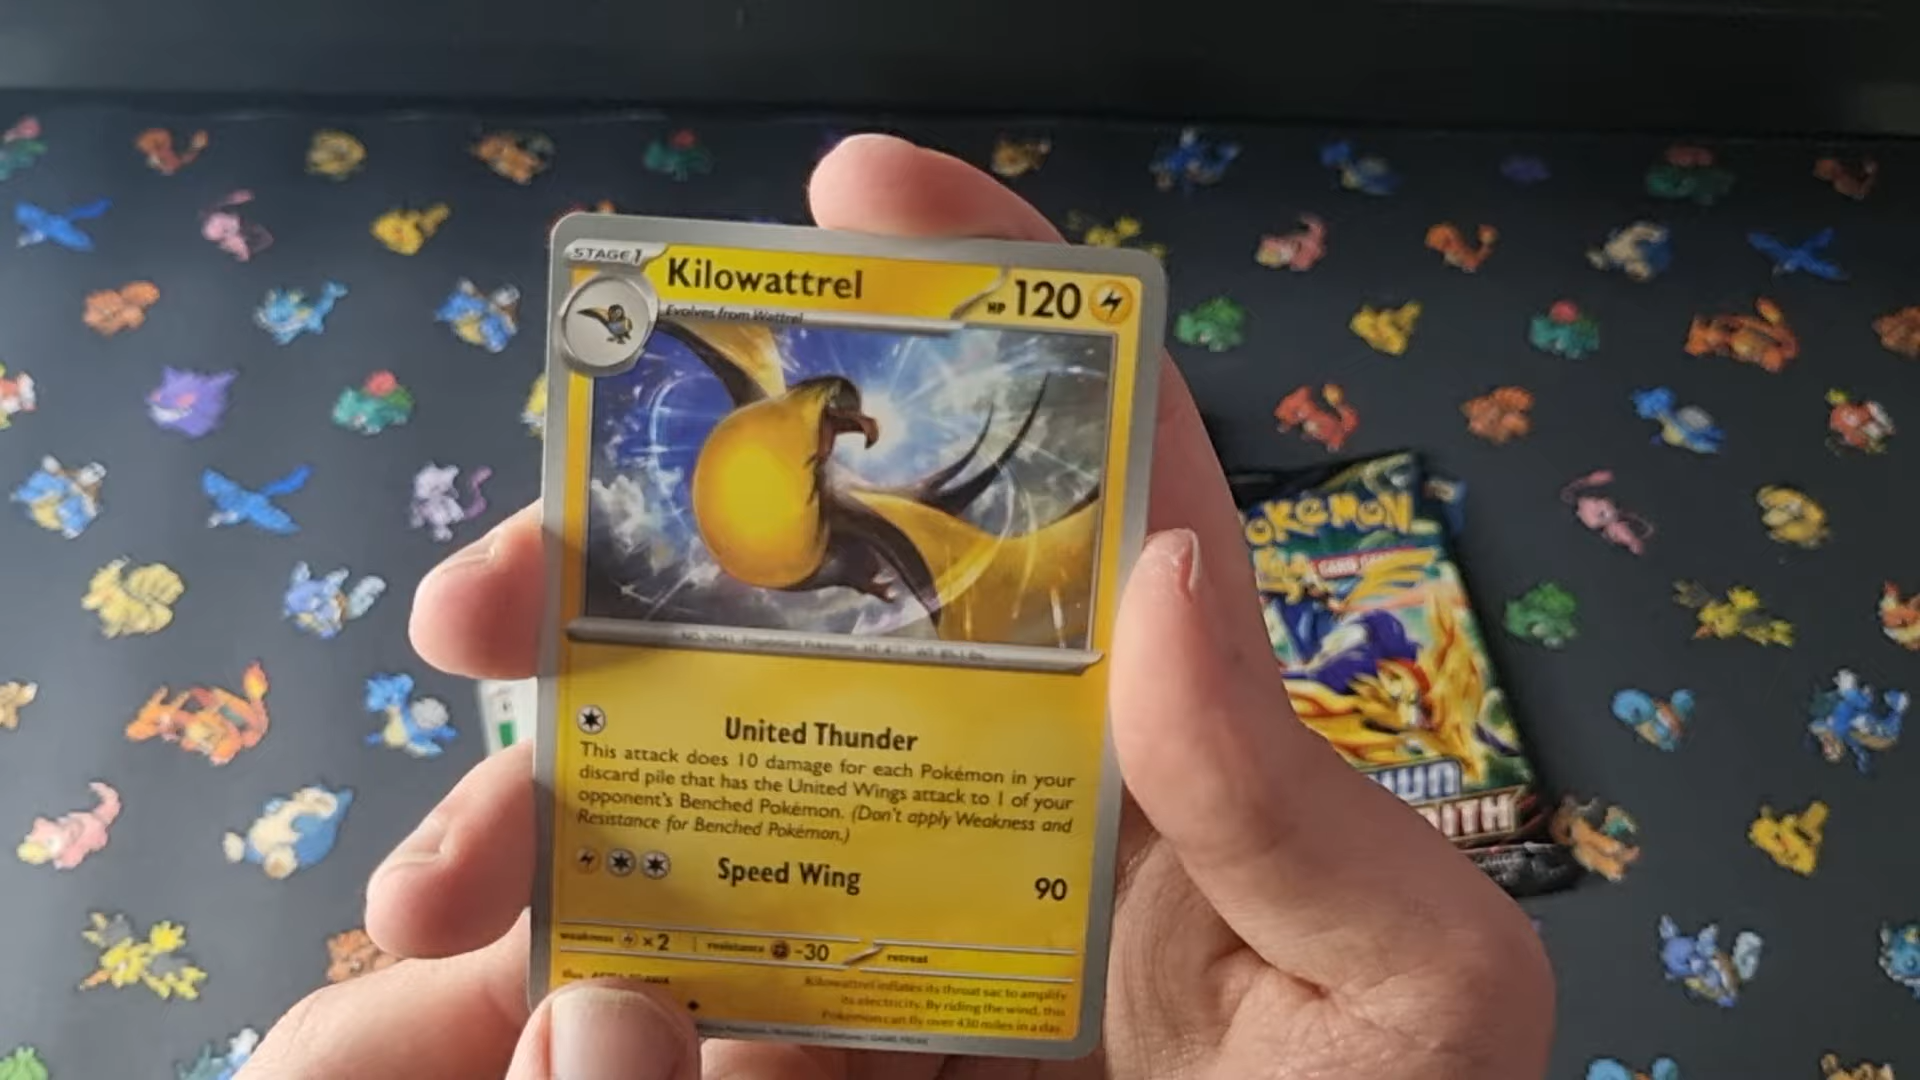 STAGE 1
Kilowattrel
HP 120
Evolves from Wattrel
United Thunder
This attack does 10 damage for each Pokémon in your
discard pile that has the United Wings attack to 1 of your
opponent's Benched Pokémon. (Don't apply Weakness and
Resistance for Benched Pokémon.)
Speed Wing 90
weakness ×2 resistance -30 retreat
Kilowattrel inflates its throat sac to amplify
its electricity. By riding the wind, this
Pokémon can fly over 430 miles in a day.
POKÉMON